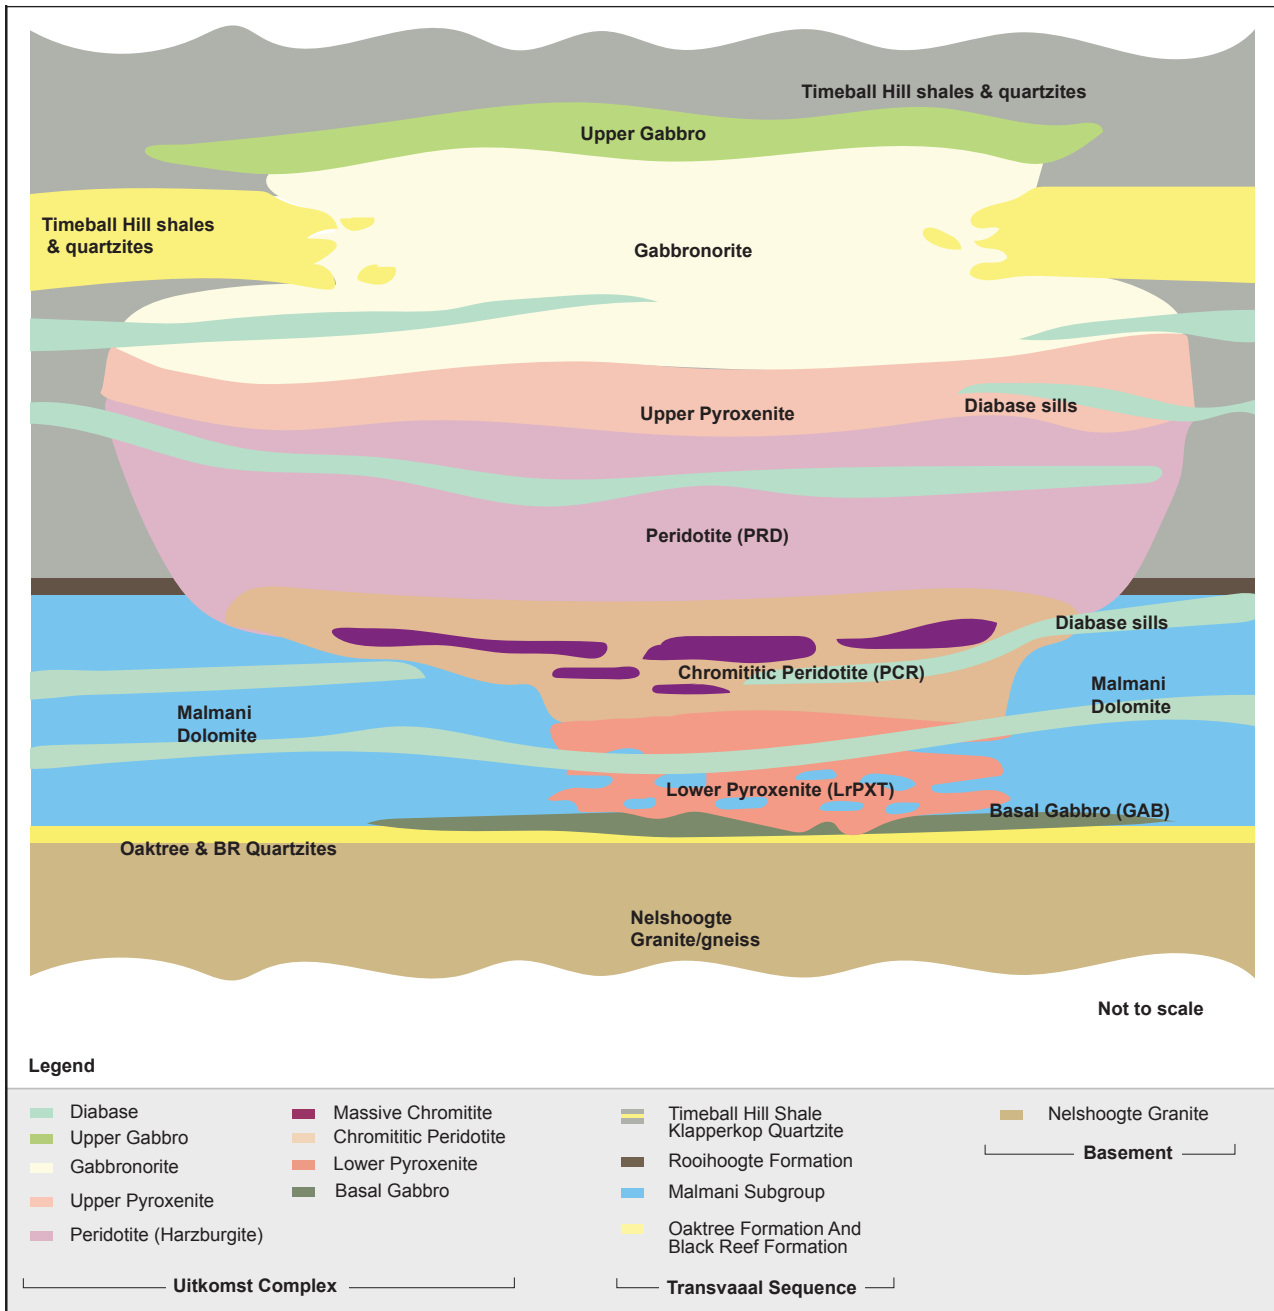 Timeball Hill shales & quartzites
Upper Gabbro
Timeball Hill shales
& quartzites
Gabbronorite
Upper Pyroxenite
Diabase sills
Peridotite (PRD)
Diabase sills
Chromititic Peridotite (PCR)
Malmani
Dolomite
Malmani
Dolomite
Lower Pyroxenite (LrPXT)
Basal Gabbro (GAB)
Oaktree & BR Quartzites
Nelshoogte
Granite/gneiss
Not to scale
Legend
Diabase
Upper Gabbro
Gabbronorite
Upper Pyroxenite
Peridotite (Harzburgite)
Massive Chromitite
Chromititic Peridotite
Lower Pyroxenite
Basal Gabbro
Uitkomst Complex
Timeball Hill Shale
Klapperkop Quartzite
Rooihoogte Formation
Malmani Subgroup
Oaktree Formation And
Black Reef Formation
Transvaaal Sequence
Nelshoogte Granite
Basement